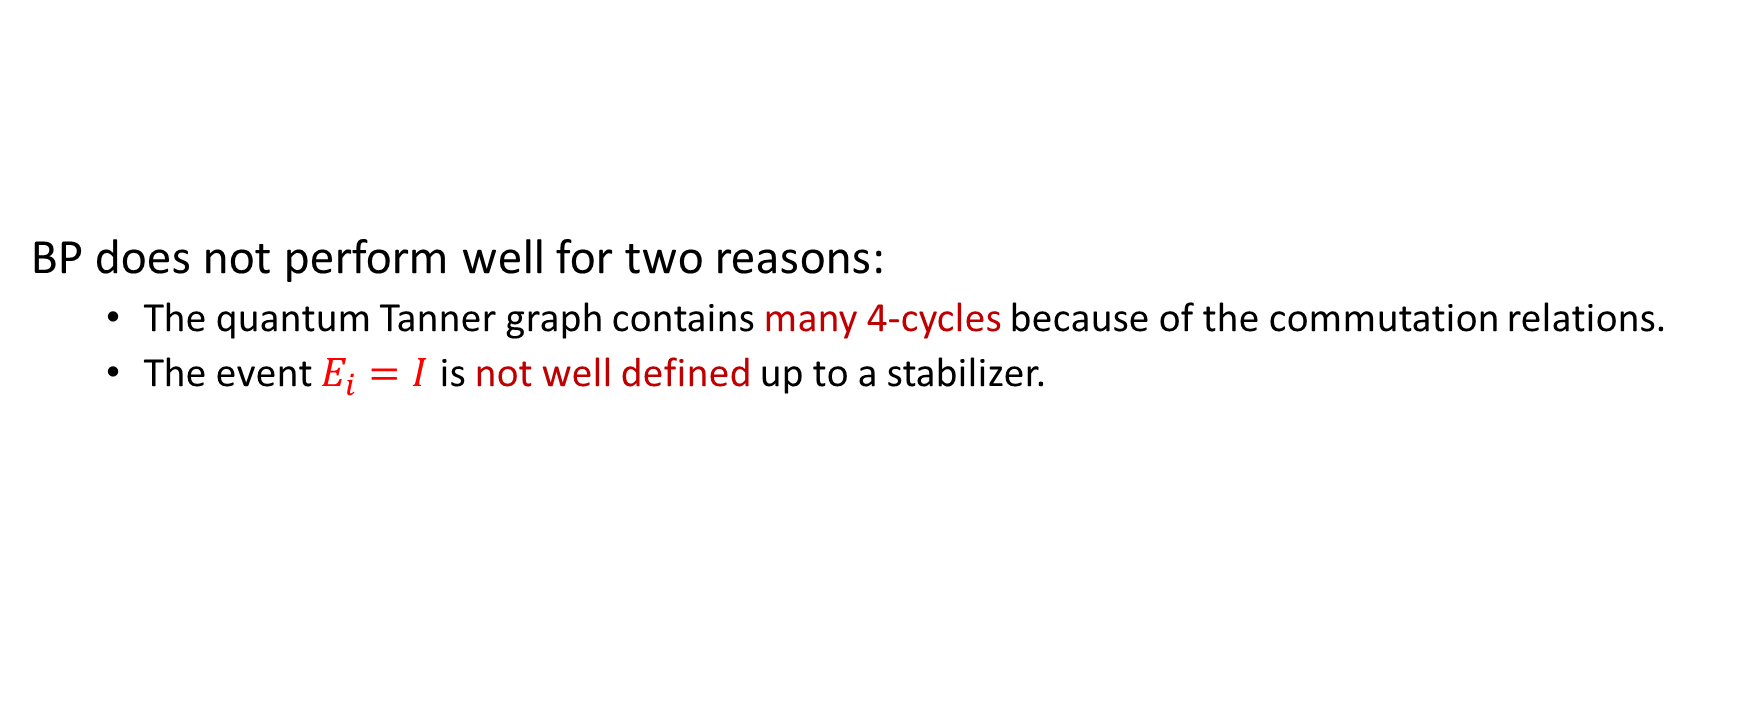 BP does not perform well for two reasons:
• The quantum Tanner graph contains many 4-cycles because of the commutation relations.
• The event Eᵢ = I is not well defined up to a stabilizer.